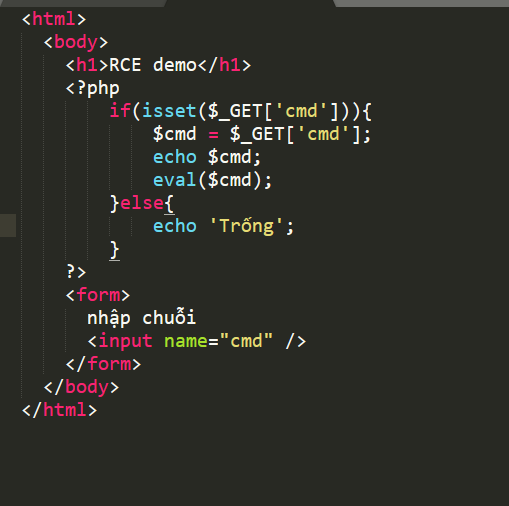 <html>
<body>
<h1>RCE demo</h1>
<?php
if(isset($_GET['cmd'])){
$cmd = $_GET['cmd'];
echo $cmd;
eval($cmd);
}else{
echo 'Trống';
}
?>
<form>
nhập chuỗi
<input name="cmd" />
</form>
</body>
</html>